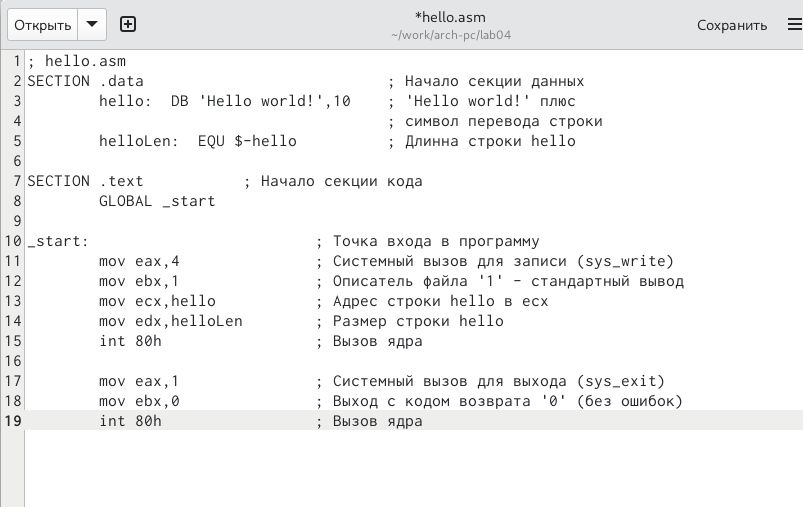 Открыть
*hello.asm
~/work/arch-pc/lab04
Сохранить
1 ; hello.asm
2 SECTION .data ; Начало секции данных
3 hello: DB 'Hello world!',10 ; 'Hello world!' плюс
4 ; символ перевода строки
5 helloLen: EQU $-hello ; Длинна строки hello
6
7 SECTION .text ; Начало секции кода
8 GLOBAL _start
9
10 _start: ; Точка входа в программу
11 mov eax,4 ; Системный вызов для записи (sys_write)
12 mov ebx,1 ; Описатель файла '1' - стандартный вывод
13 mov ecx,hello ; Адрес строки hello в ecx
14 mov edx,helloLen ; Размер строки hello
15 int 80h ; Вызов ядра
16
17 mov eax,1 ; Системный вызов для выхода (sys_exit)
18 mov ebx,0 ; Выход с кодом возврата '0' (без ошибок)
19 int 80h ; Вызов ядра